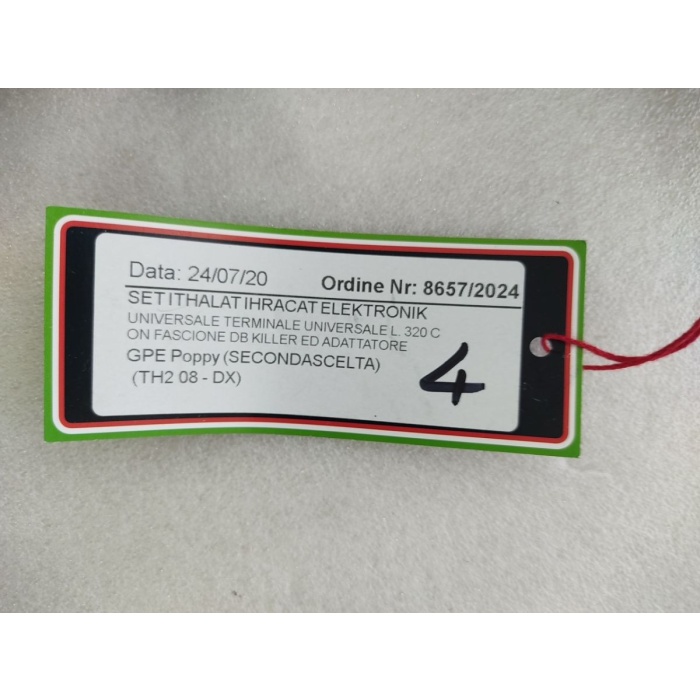 Data: 24/07/20
Ordine Nr: 8657/2024
SET ITHALAT IHRACAT ELEKTRONIK
UNIVERSALE TERMINALE UNIVERSALE L. 320 C
ON FASCIONE DB KILLER ED ADATTATORE
GPE Poppy (SECONDASCELTA)
(TH2 08 - DX)
4